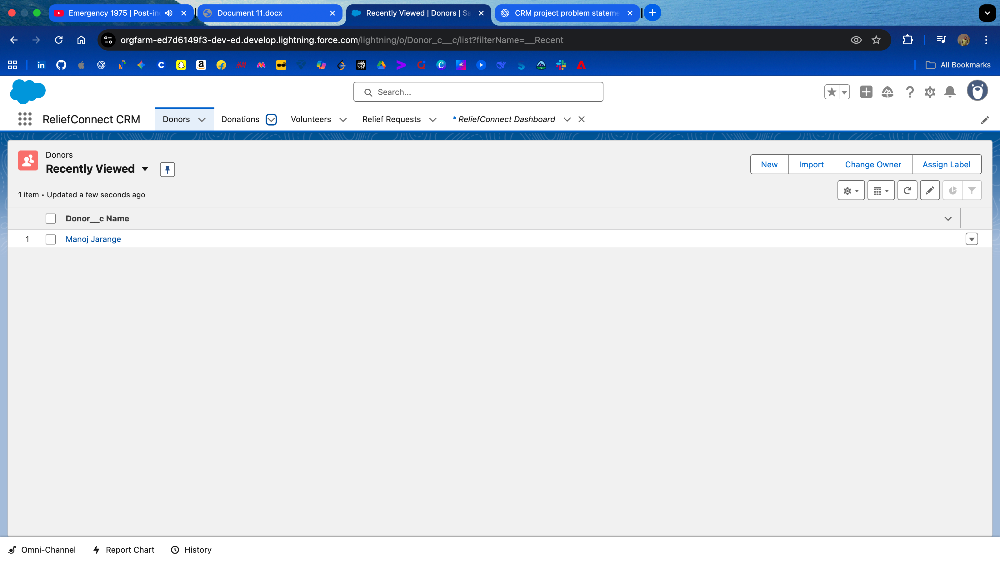 Emergency 1975 | Post-in
Document 11.docx
Recently Viewed | Donors | Sa
CRM project problem stateme
orgfarm-ed7d6149f3-dev-ed.develop.lightning.force.com/lightning/o/Donor_c__c/list?filterName=__Recent
All Bookmarks
Search...
ReliefConnect CRM
Donors
Donations
Volunteers
Relief Requests
* ReliefConnect Dashboard
Donors
Recently Viewed
New
Import
Change Owner
Assign Label
1 item • Updated a few seconds ago
Donor__c Name
1
Manoj Jarange
Omni-Channel
Report Chart
History